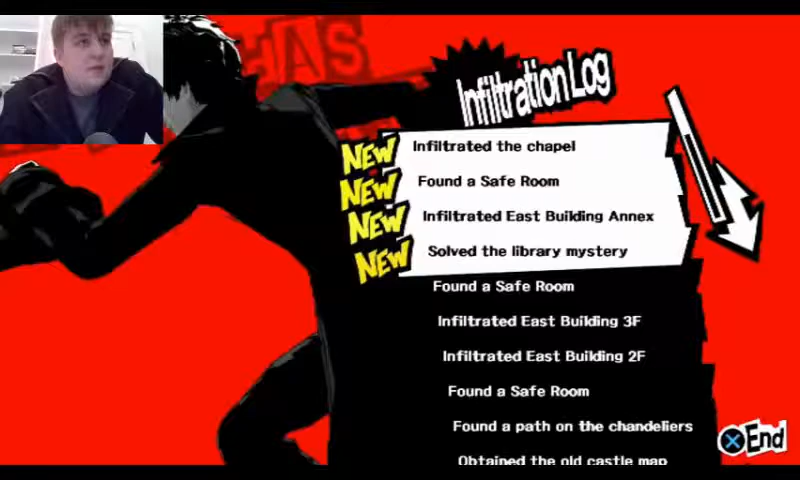 HAS
Infiltration Log
NEW Infiltrated the chapel
NEW Found a Safe Room
NEW Infiltrated East Building Annex
NEW Solved the library mystery
Found a Safe Room
Infiltrated East Building 3F
Infiltrated East Building 2F
Found a Safe Room
Found a path on the chandeliers
Obtained the old castle map
End